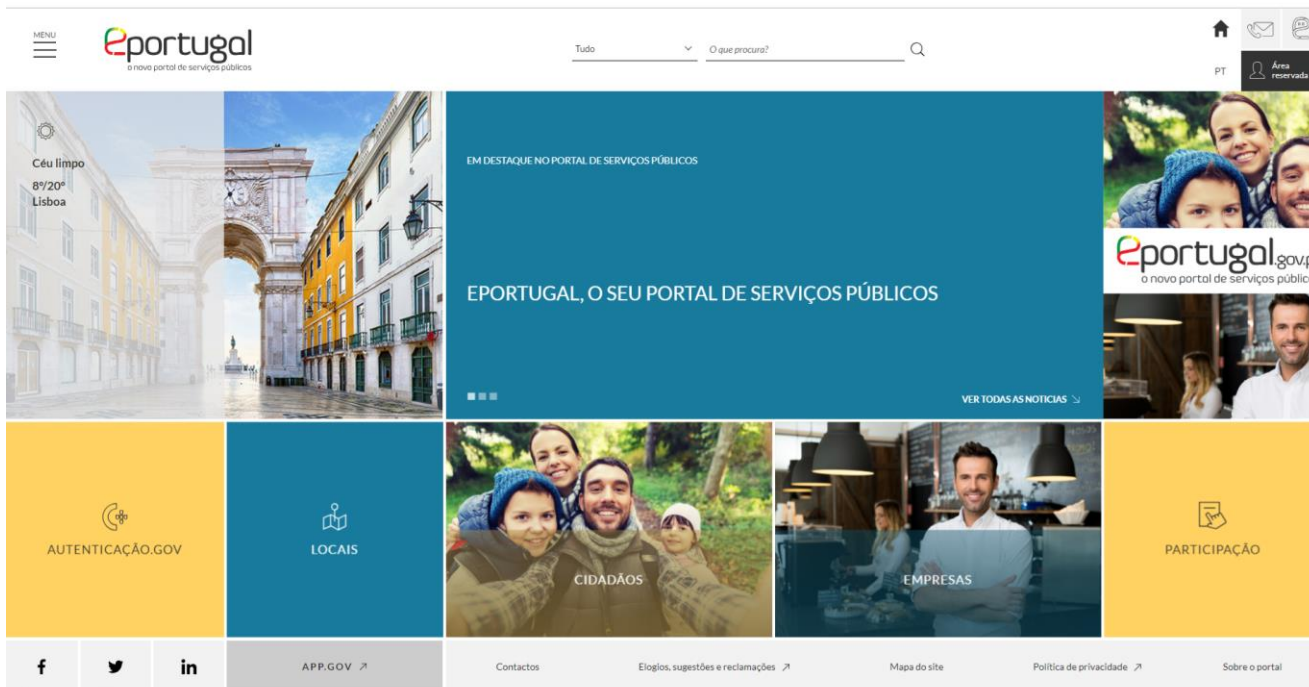 MENU
eportugal
o novo portal de serviços públicos
Tudo
O que procura?
PT
Área
reservada
Céu limpo
8º/20º
Lisboa
EM DESTAQUE NO PORTAL DE SERVIÇOS PÚBLICOS
EPORTUGAL, O SEU PORTAL DE SERVIÇOS PÚBLICOS
VER TODAS AS NOTICIAS
eportugal.gov.p
o novo portal de serviços públic
AUTENTICAÇÃO.GOV
LOCAIS
CIDADÃOS
EMPRESAS
PARTICIPAÇÃO
APP.GOV
Contactos
Elogios, sugestões e reclamações
Mapa do site
Política de privacidade
Sobre o portal